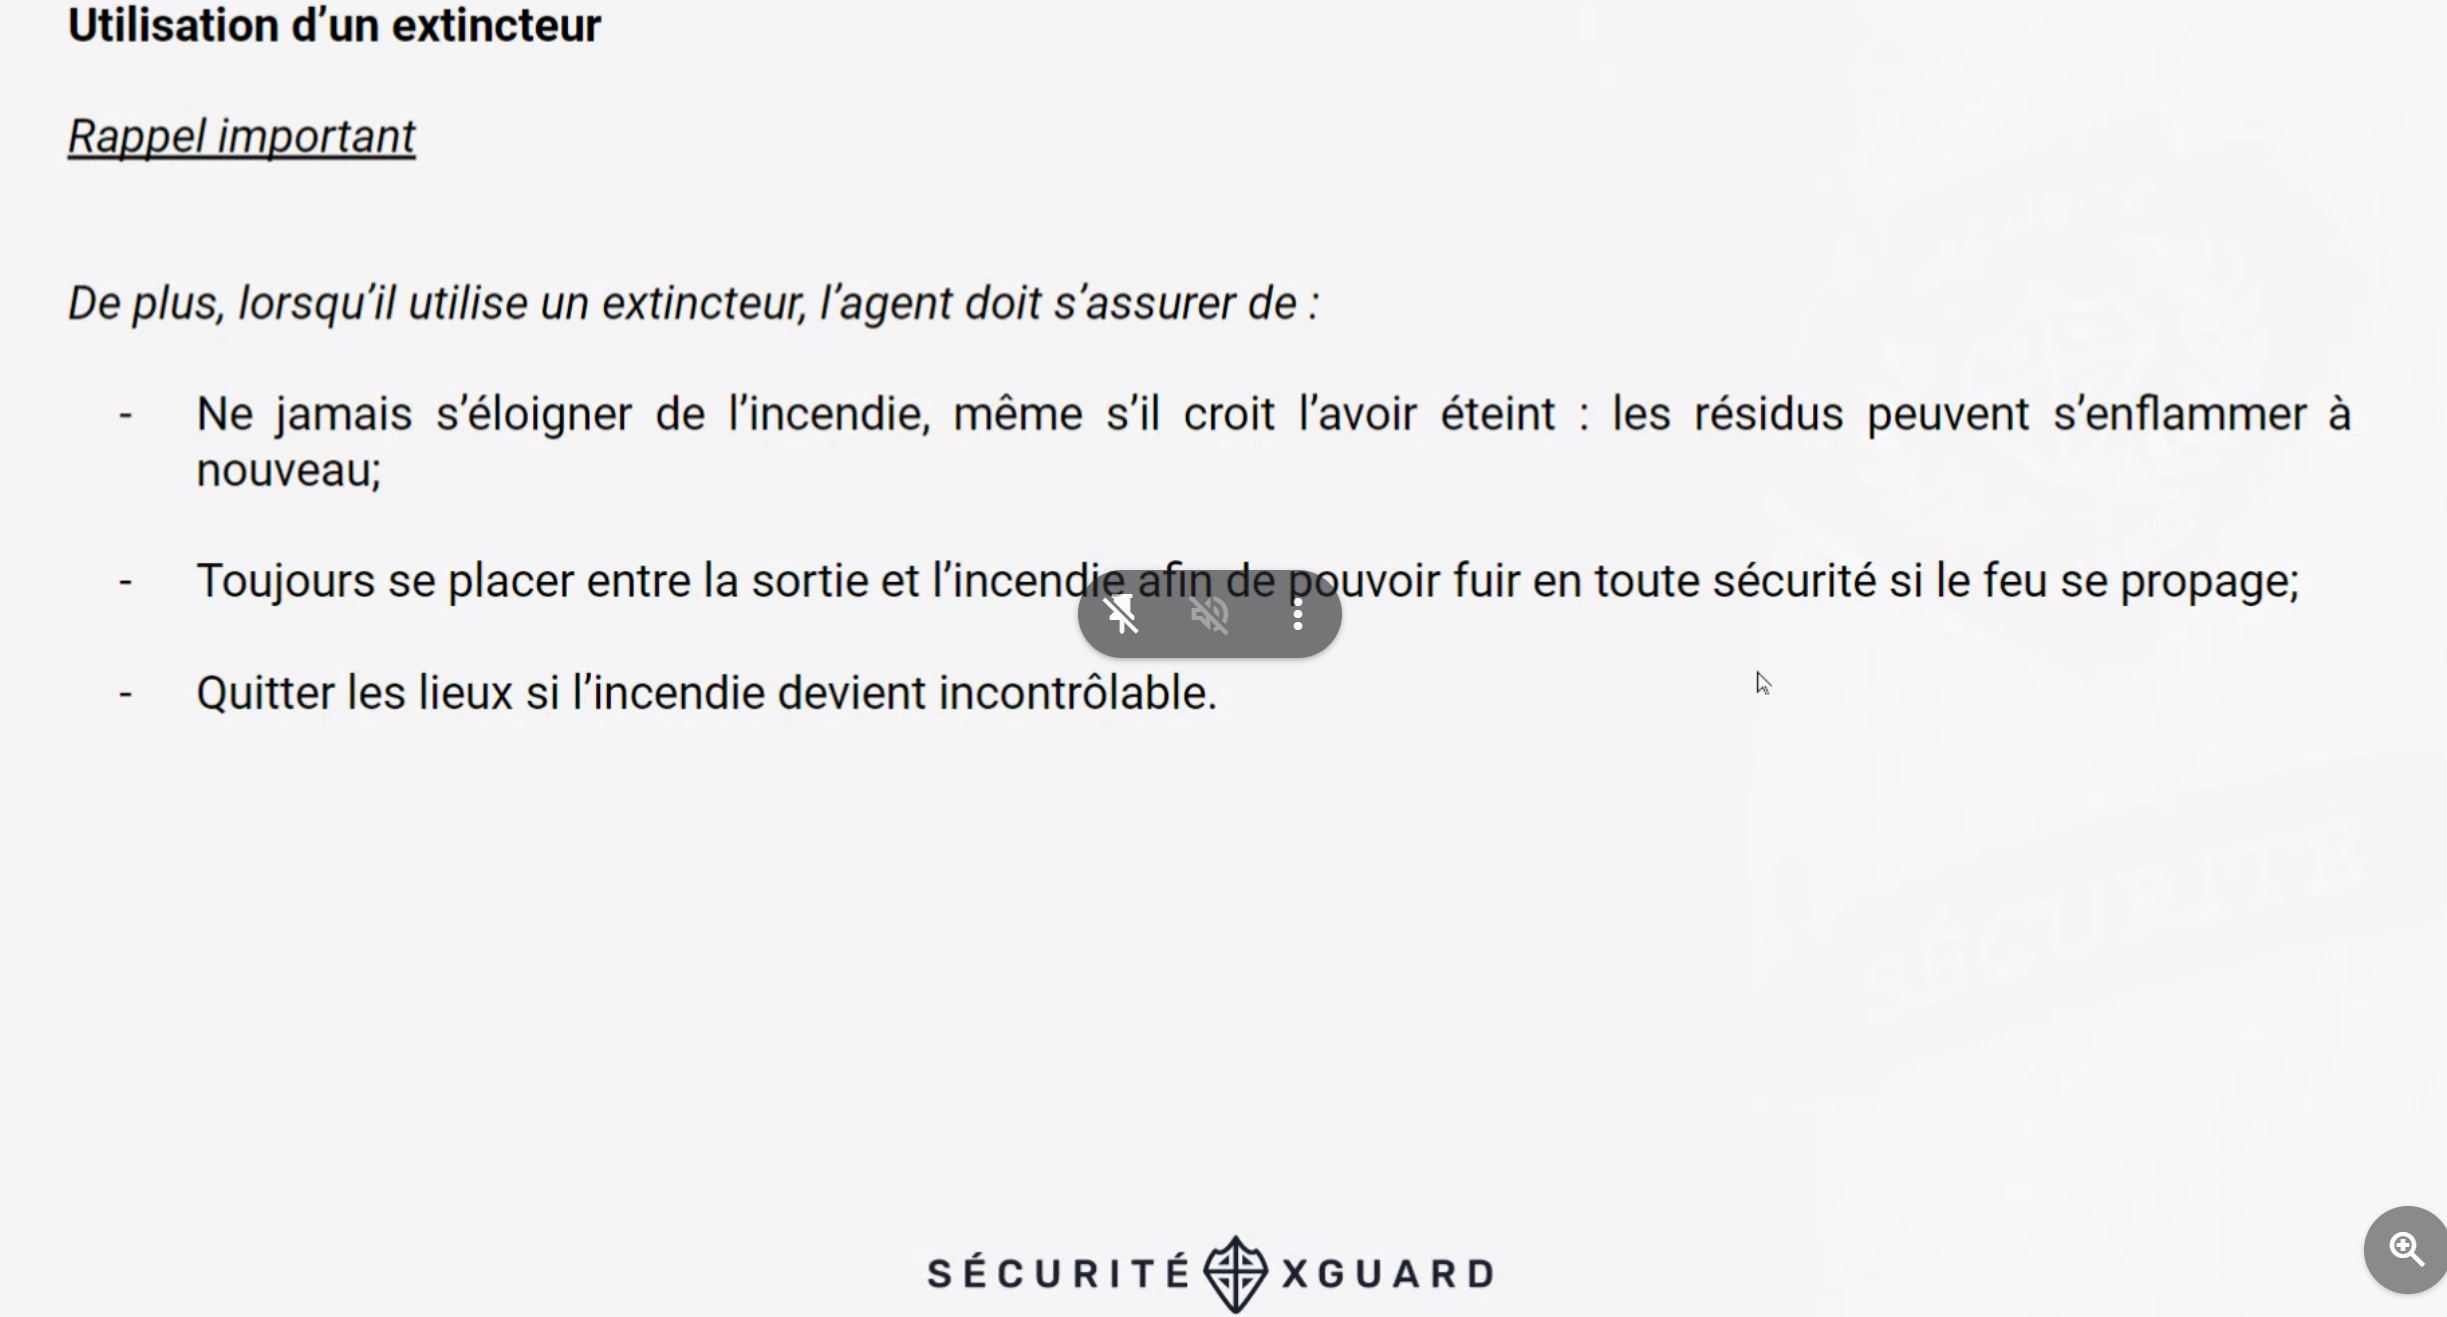 Utilisation d’un extincteur
Rappel important
De plus, lorsqu’il utilise un extincteur, l’agent doit s’assurer de :
- Ne jamais s’éloigner de l’incendie, même s’il croit l’avoir éteint : les résidus peuvent s’enflammer à
nouveau;
- Toujours se placer entre la sortie et l’incendie afin de pouvoir fuir en toute sécurité si le feu se propage;
- Quitter les lieux si l’incendie devient incontrôlable.
SÉCURITÉ
SÉCURITÉ XGUARD